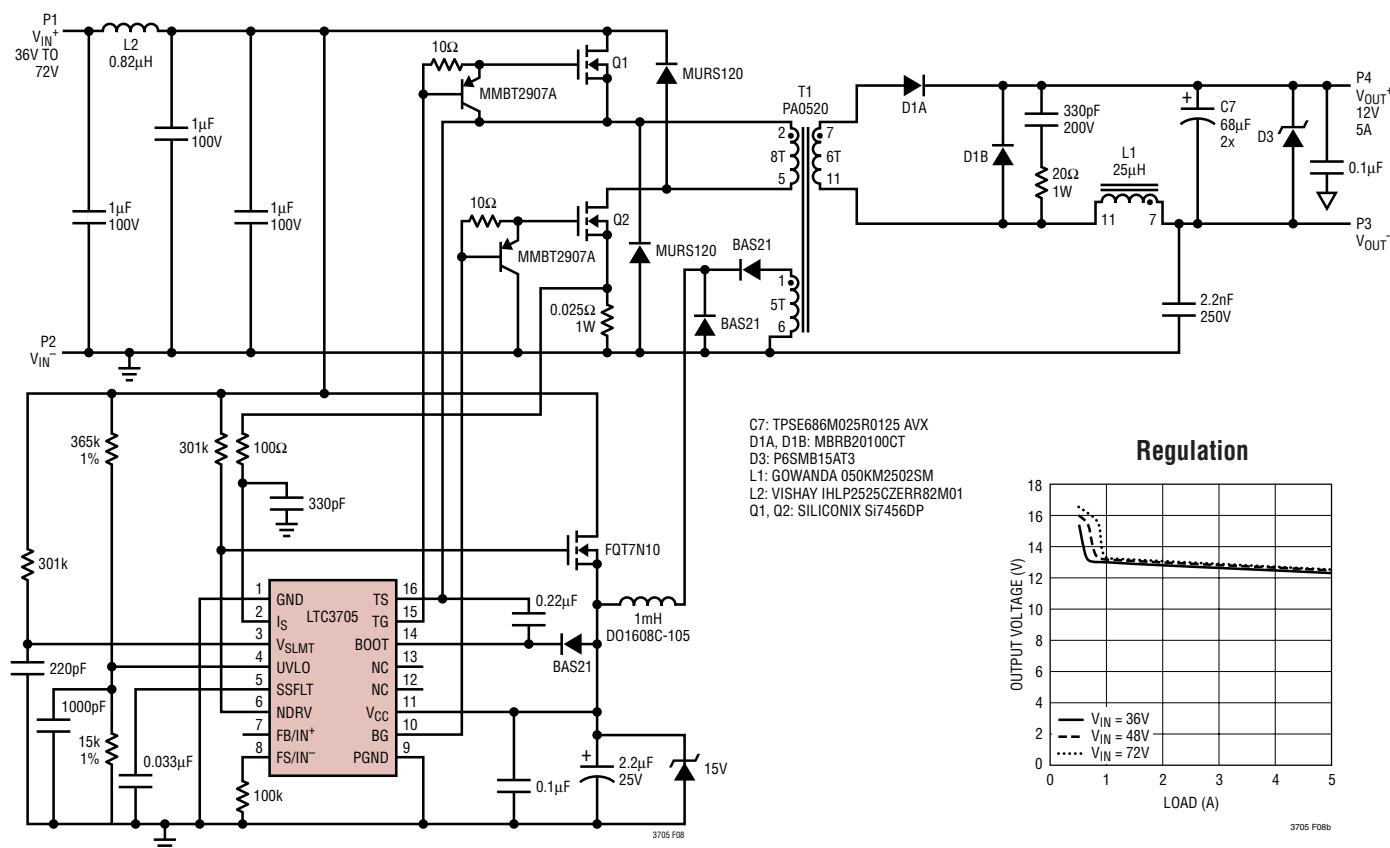 P1
VIN+
36V TO
72V
L2
0.82µH
1µF
100V
1µF
100V
1µF
100V
P2
VIN–
10Ω
MMBT2907A
Q1
MURS120
10Ω
MMBT2907A
Q2
MURS120
0.025Ω
1W
BAS21
BAS21
T1
PA0520
2
8T
5
7
6T
11
1
5T
6
D1A
D1B
330pF
200V
20Ω
1W
L1
25µH
11
7
C7
68µF
2x
D3
0.1µF
P4
VOUT+
12V
5A
P3
VOUT–
2.2nF
250V
365k
1%
301k
100Ω
330pF
301k
FQT7N10
1mH
DO1608C-105
0.22µF
BAS21
LTC3705
1
GND
2
IS
3
VSLMT
4
UVLO
5
SSFLT
6
NDRV
7
FB/IN+
8
FS/IN–
16
TS
15
TG
14
BOOT
13
NC
12
NC
11
VCC
10
BG
9
PGND
220pF
1000pF
15k
1%
0.033µF
100k
0.1µF
2.2µF
25V
15V
3705 F08
C7: TPSE686M025R0125 AVX
D1A, D1B: MBRB20100CT
D3: P6SMB15AT3
L1: GOWANDA 050KM2502SM
L2: VISHAY IHLP2525CZERR82M01
Q1, Q2: SILICONIX Si7456DP
Regulation
OUTPUT VOLTAGE (V)
18
16
14
12
10
8
6
4
2
0
VIN = 36V
VIN = 48V
VIN = 72V
0
1
2
3
4
5
LOAD (A)
3705 F08b